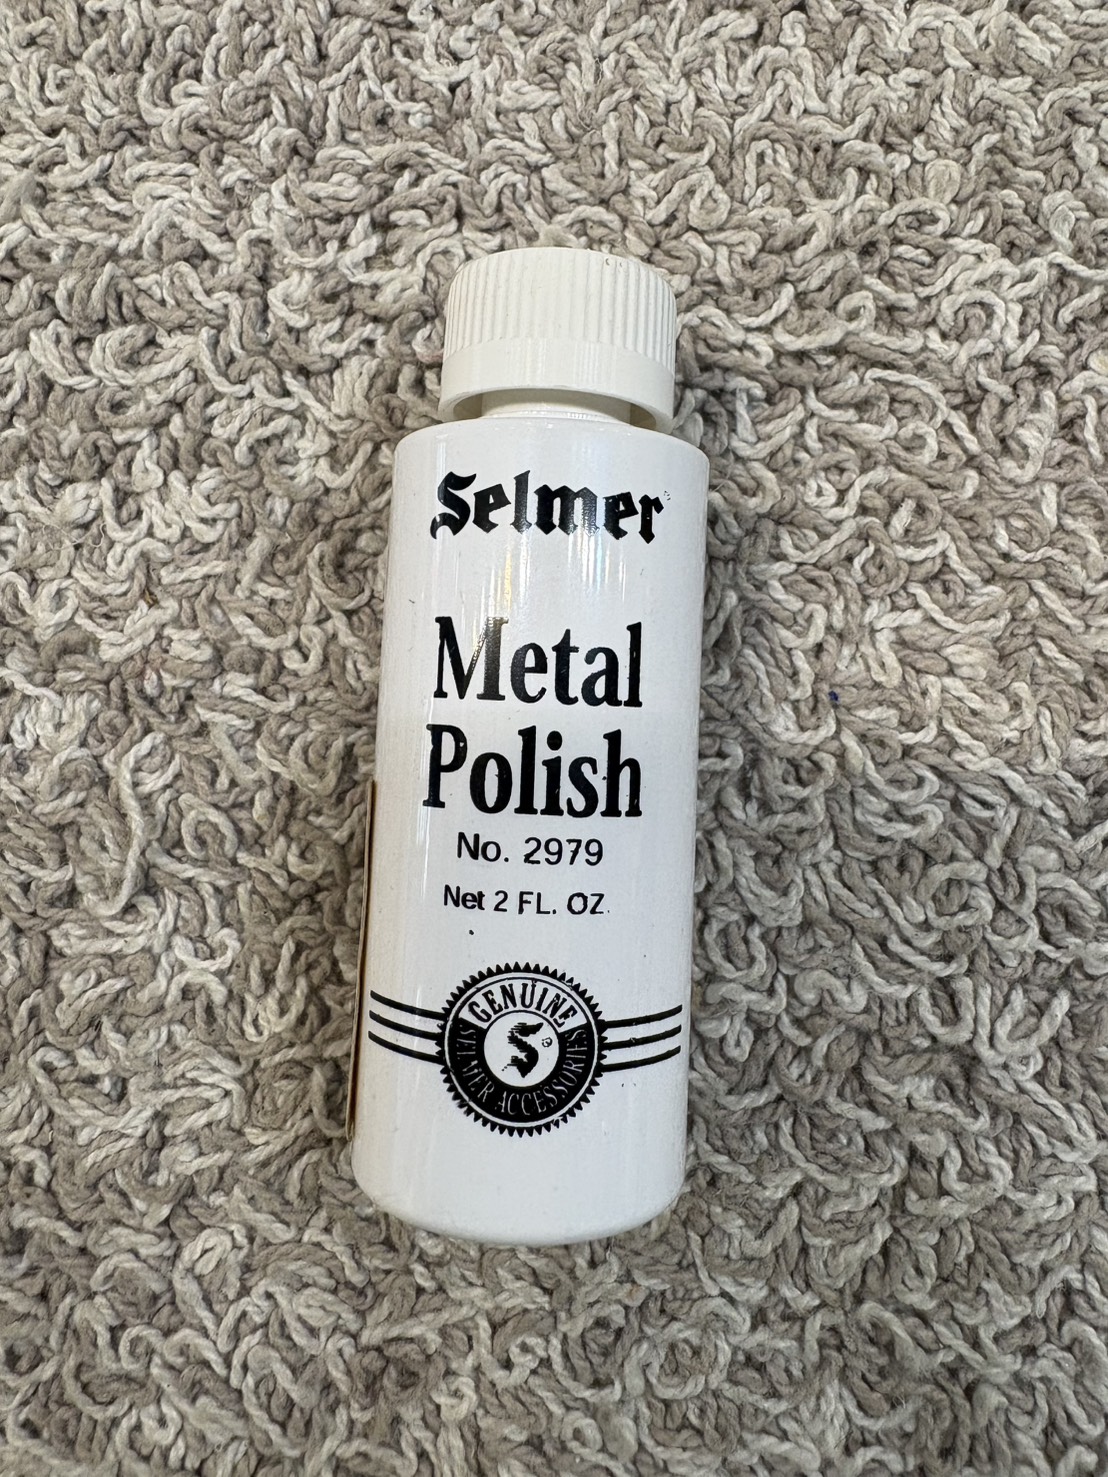 Selmer
Metal
Polish
No. 2979
Net 2 FL. OZ.
GENUINE
S
SELMER ACCESSORIES